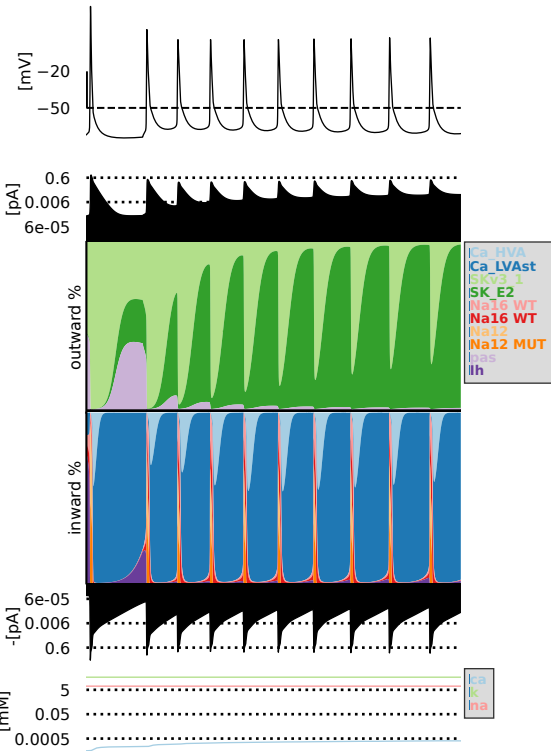 [mV]
−20
−50
[pA]
0.6
0.006
6e-05
outward %
Ca_HVA
Ca_LVAst
SKv3_1
SK_E2
Na16 WT
Na16 WT
Na12
Na12 MUT
pas
Ih
inward %
-[pA]
6e-05
0.006
0.6
[mM]
5
0.05
0.0005
ca
k
na